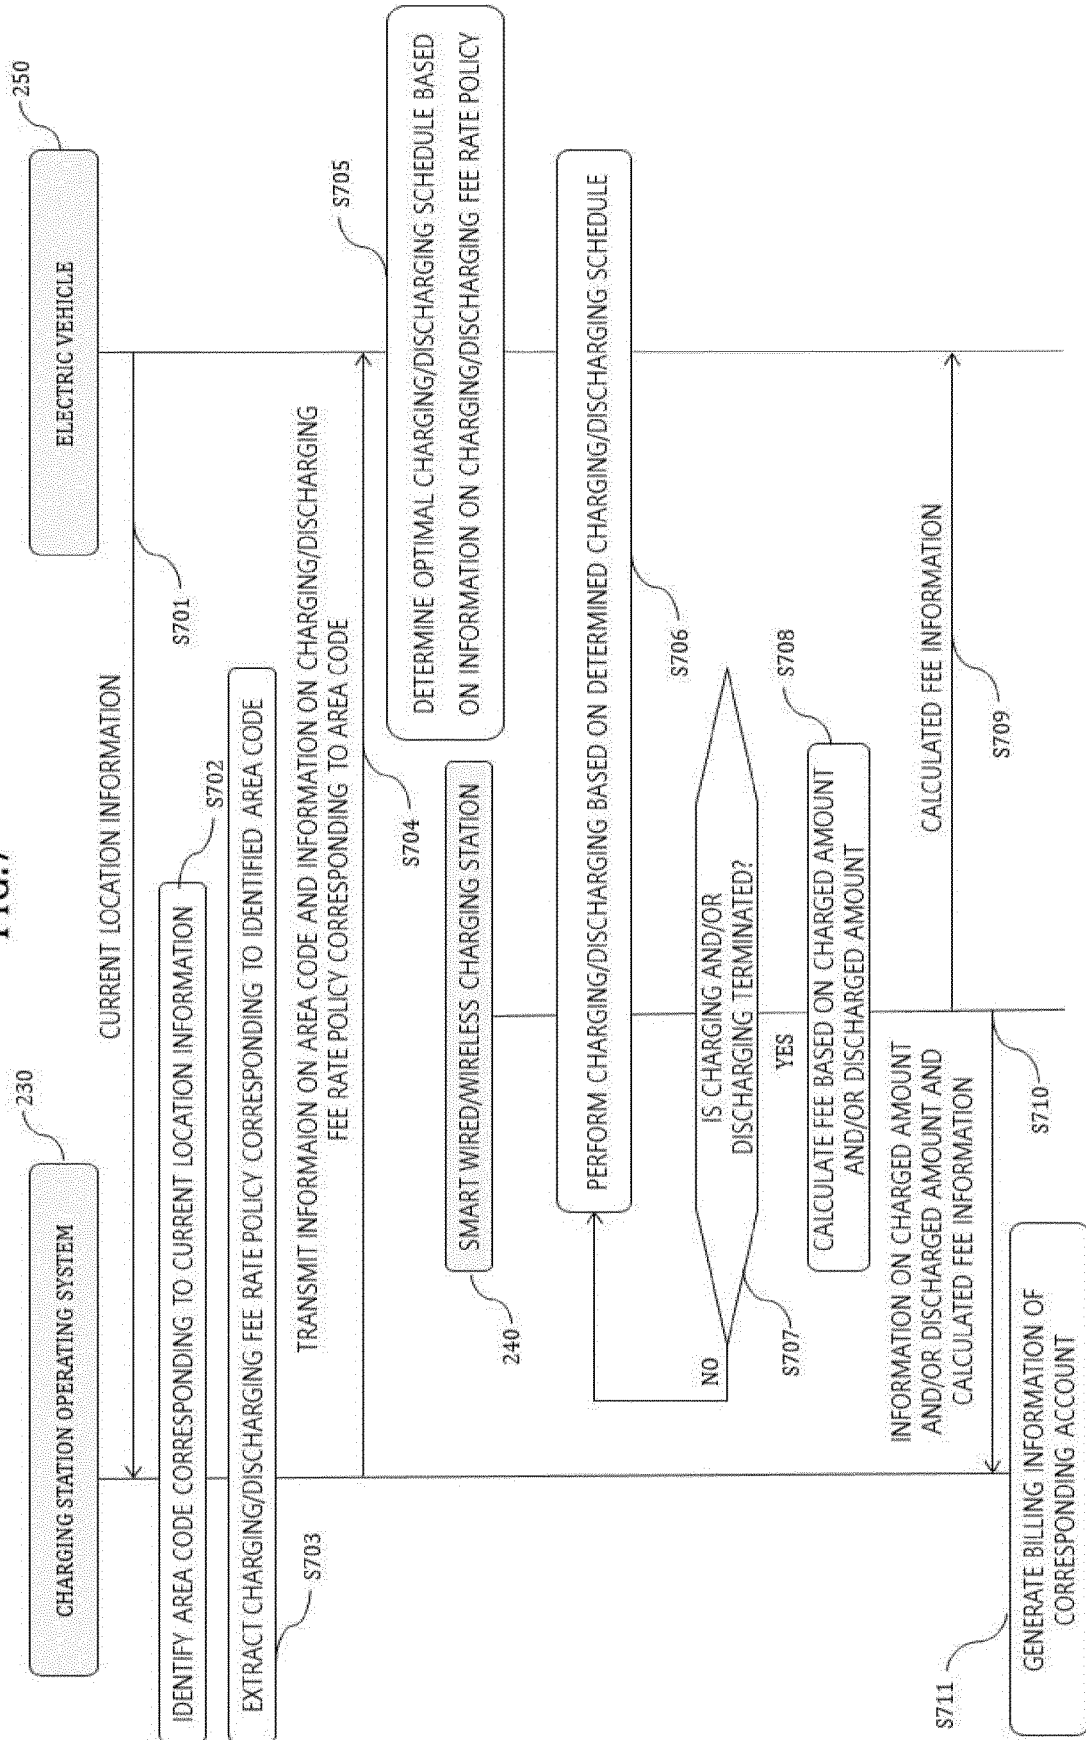 FIG.7
230
CHARGING STATION OPERATING SYSTEM
250
ELECTRIC VEHICLE
CURRENT LOCATION INFORMATION
S701
IDENTIFY AREA CODE CORRESPONDING TO CURRENT LOCATION INFORMATION
S702
EXTRACT CHARGING/DISCHARGING FEE RATE POLICY CORRESPONDING TO IDENTIFIED AREA CODE
S703
TRANSMIT INFORMAION ON AREA CODE AND INFORMATION ON CHARGING/DISCHARGING
FEE RATE POLICY CORRESPONDING TO AREA CODE
S704
S705
DETERMINE OPTIMAL CHARGING/DISCHARGING SCHEDULE BASED
ON INFORMATION ON CHARGING/DISCHARGING FEE RATE POLICY
SMART WIRED/WIRELESS CHARGING STATION
240
PERFORM CHARGING/DISCHARGING BASED ON DETERMINED CHARGING/DISCHARGING SCHEDULE
S706
IS CHARGING AND/OR
DISCHARGING TERMINATED?
NO
S707
YES
S708
CALCULATE FEE BASED ON CHARGED AMOUNT
AND/OR DISCHARGED AMOUNT
CALCULATED FEE INFORMATION
S709
INFORMATION ON CHARGED AMOUNT
AND/OR DISCHARGED AMOUNT AND
CALCULATED FEE INFORMATION
S710
S711
GENERATE BILLING INFORMATION OF
CORRESPONDING ACCOUNT